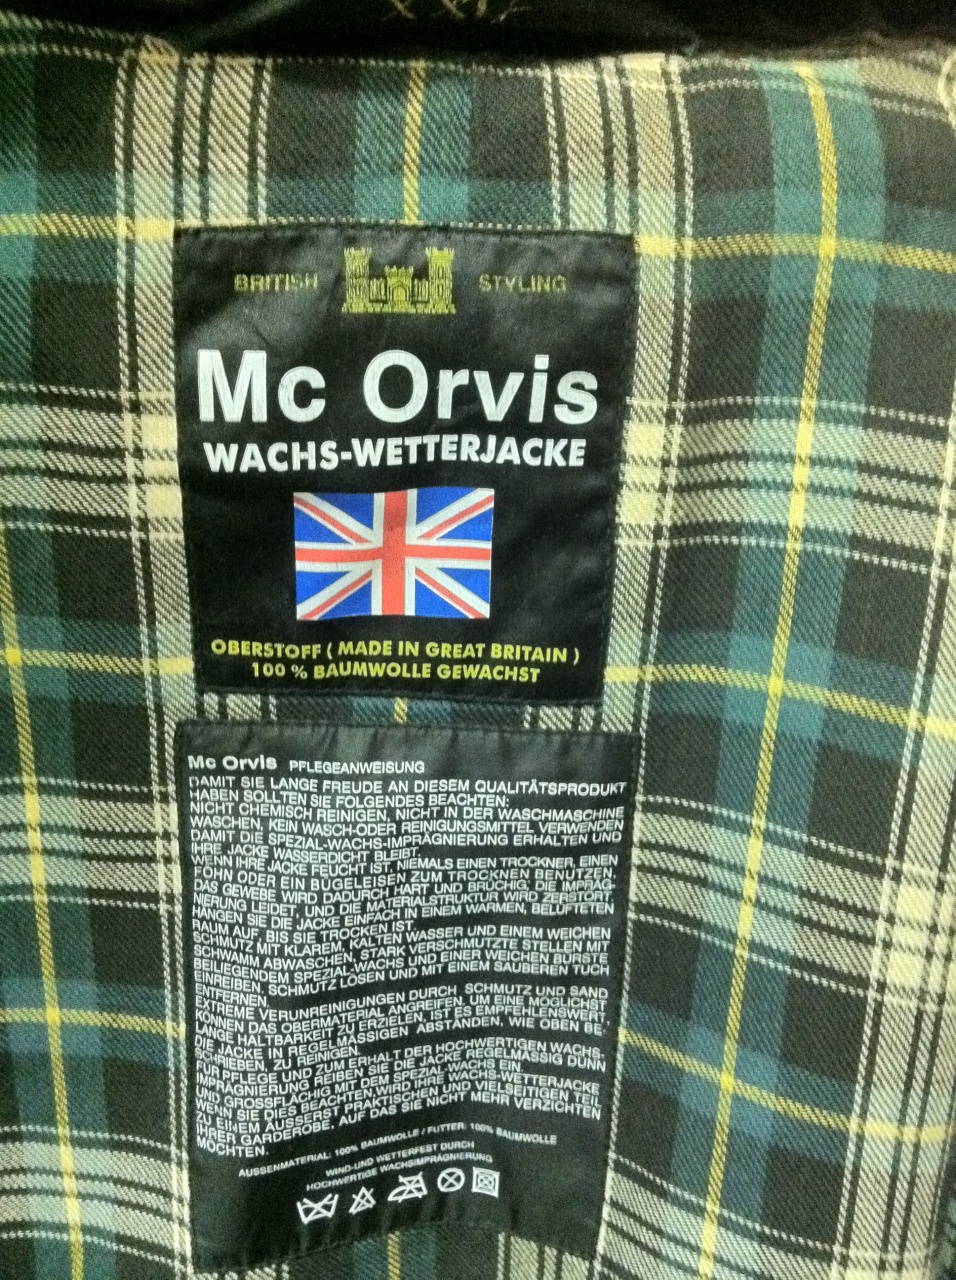 BRITISH STYLING
Mc Orvis
WACHS-WETTERJACKE
OBERSTOFF ( MADE IN GREAT BRITAIN )
100 % BAUMWOLLE GEWACHST
Mc Orvis PFLEGEANWEISUNG
DAMIT SIE LANGE FREUDE AN DIESEM QUALITÄTSPRODUKT
HABEN SOLLTEN SIE FOLGENDES BEACHTEN:
NICHT CHEMISCH REINIGEN, NICHT IN DER WASCHMASCHINE
WASCHEN, KEIN WASCH-ODER REINIGUNGSMITTEL VERWENDEN
DAMIT DIE SPEZIAL-WACHS-IMPRÄGNIERUNG ERHALTEN UND
IHRE JACKE WASSERDICHT BLEIBT.
WENN IHRE JACKE FEUCHT IST, NIEMALS EINEN TROCKNER, EINEN
FÖHN ODER EIN BÜGELEISEN ZUM TROCKNEN BENUTZEN.
DAS GEWEBE WIRD DADURCH HART UND BRÜCHIG, DIE IMPRÄG-
NIERUNG LEIDET, UND DIE MATERIALSTRUKTUR WIRD ZERSTÖRT.
HÄNGEN SIE DIE JACKE EINFACH IN EINEM WARMEN, BELÜFTETEN
RAUM AUF, BIS SIE TROCKEN IST.
SCHMUTZ MIT KLAREM, KALTEN WASSER UND EINEM WEICHEN
SCHWAMM ABWASCHEN, STARK VERSCHMUTZTE STELLEN MIT
BEILIEGENDEM SPEZIAL-WACHS UND EINER WEICHEN BÜRSTE
EINREIBEN, SCHMUTZ LÖSEN UND MIT EINEM SAUBEREN TUCH
ENTFERNEN.
EXTREME VERUNREINIGUNGEN DURCH SCHMUTZ UND SAND
KÖNNEN DAS OBERMATERIAL ANGREIFEN, UM EINE MÖGLICHST
LANGE HALTBARKEIT ZU ERZIELEN, IST ES EMPFEHLENSWERT,
DIE JACKE IN REGELMÄSSIGEN ABSTÄNDEN, WIE OBEN BE-
SCHRIEBEN, ZU REINIGEN.
FÜR PFLEGE UND ZUM ERHALT DER HOCHWERTIGEN WACHS-
IMPRÄGNIERUNG REIBEN SIE DIE JACKE REGELMÄSSIG DÜNN
UND GROSSFLÄCHIG MIT DEM SPEZIAL-WACHS EIN.
WENN SIE DIES BEACHTEN,WIRD IHRE WACHS-WETTERJACKE
ZU EINEM ÄUSSERST PRAKTISCHEN UND VIELSEITIGEN TEIL
IHRER GARDEROBE, AUF DAS SIE NICHT MEHR VERZICHTEN
MÖCHTEN.
AUSSENMATERIAL: 100% BAUMWOLLE / FUTTER: 100% BAUMWOLLE
WIND-UND WETTERFEST DURCH
HOCHWERTIGE WACHSIMPRÄGNIERUNG